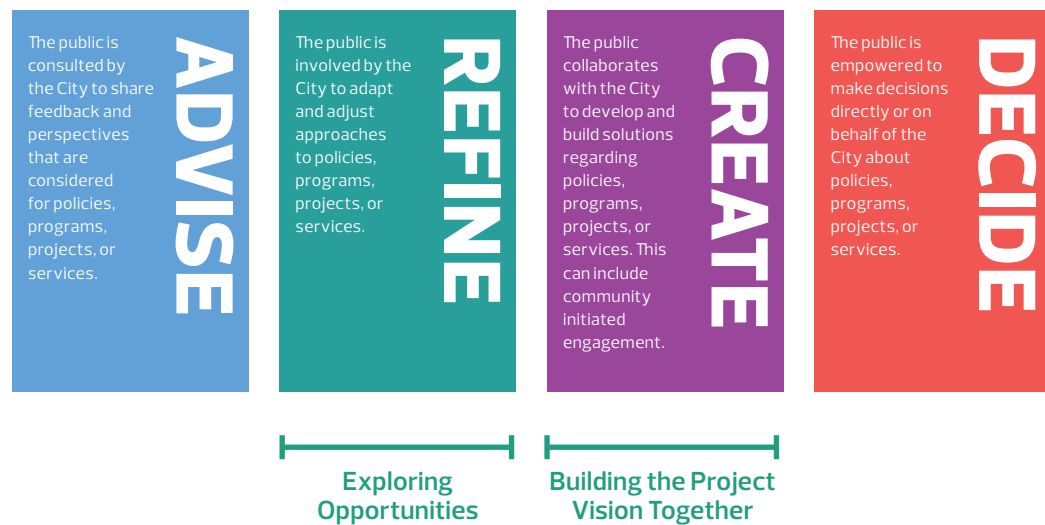 The public is
consulted by
the City to share
feedback and
perspectives
that are
considered
for policies,
programs,
projects, or
services.
ADVISE
The public is
involved by the
City to adapt
and adjust
approaches
to policies,
programs,
projects, or
services.
REFINE
The public
collaborates
with the City
to develop and
build solutions
regarding
policies,
programs,
projects, or
services. This
can include
community
initiated
engagement.
CREATE
The public is
empowered to
make decisions
directly or on
behalf of the
City about
policies,
programs,
projects, or
services.
DECIDE
Exploring
Opportunities
Building the Project
Vision Together